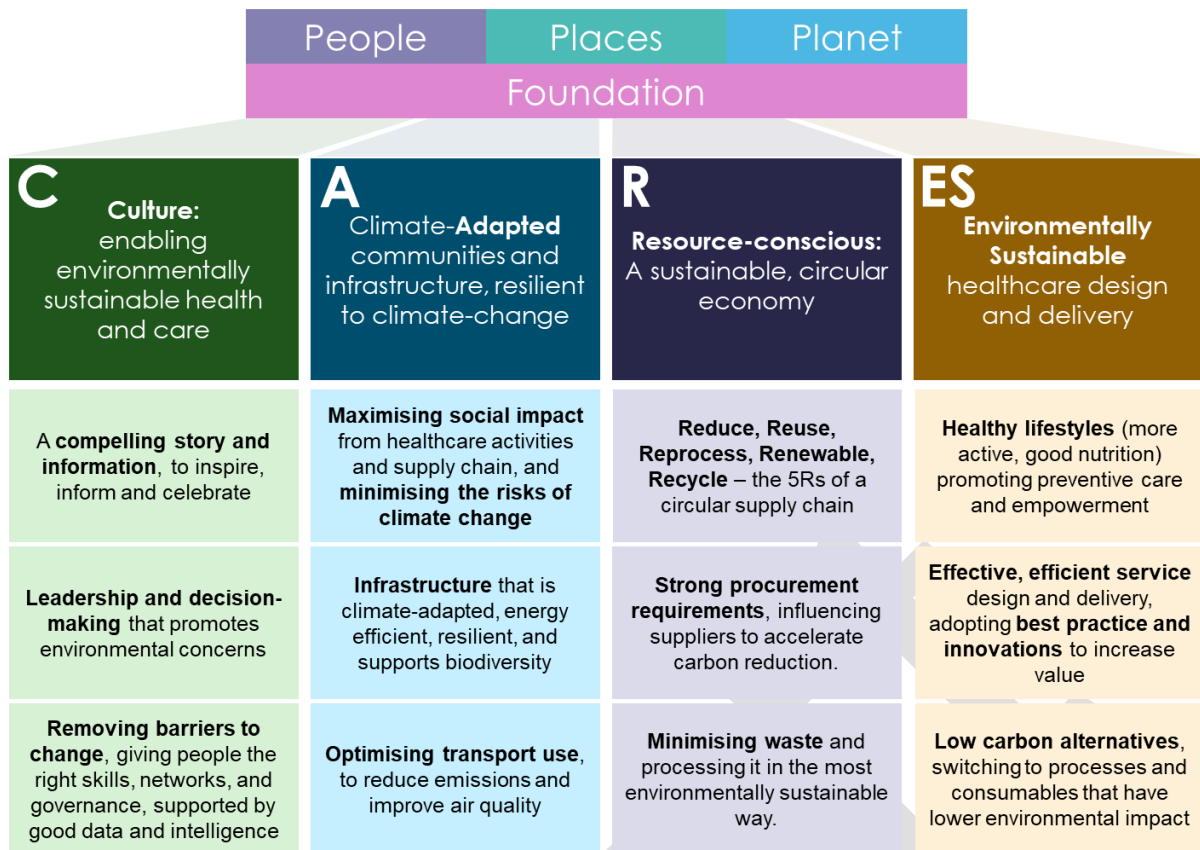 People
Places
Planet
Foundation
C
Culture:
enabling
environmentally
sustainable health
and care
A
Climate-Adapted
communities and
infrastructure, resilient
to climate-change
R
Resource-conscious:
A sustainable, circular
economy
ES
Environmentally
Sustainable
healthcare design
and delivery
A compelling story and
information, to inspire,
inform and celebrate
Maximising social impact
from healthcare activities
and supply chain, and
minimising the risks of
climate change
Reduce, Reuse,
Reprocess, Renewable,
Recycle – the 5Rs of a
circular supply chain
Healthy lifestyles (more
active, good nutrition)
promoting preventive care
and empowerment
Leadership and decision-
making that promotes
environmental concerns
Infrastructure that is
climate-adapted, energy
efficient, resilient, and
supports biodiversity
Strong procurement
requirements, influencing
suppliers to accelerate
carbon reduction.
Effective, efficient service
design and delivery,
adopting best practice and
innovations to increase
value
Removing barriers to
change, giving people the
right skills, networks, and
governance, supported by
good data and intelligence
Optimising transport use,
to reduce emissions and
improve air quality
Minimising waste and
processing it in the most
environmentally sustainable
way.
Low carbon alternatives,
switching to processes and
consumables that have
lower environmental impact